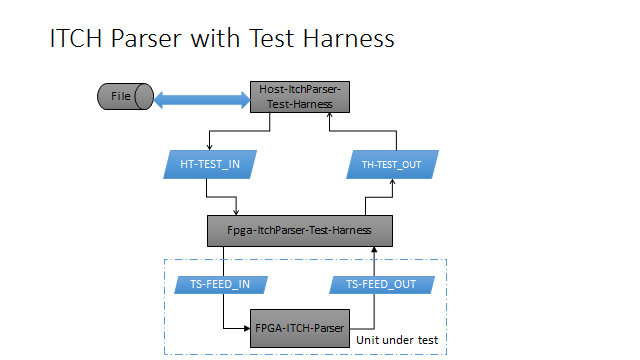 ITCH Parser with Test Harness
File
Host-ItchParser-
Test-Harness
HT-TEST_IN
TH-TEST_OUT
Fpga-ItchParser-Test-Harness
TS-FEED_IN
TS-FEED_OUT
FPGA-ITCH-Parser
Unit under test